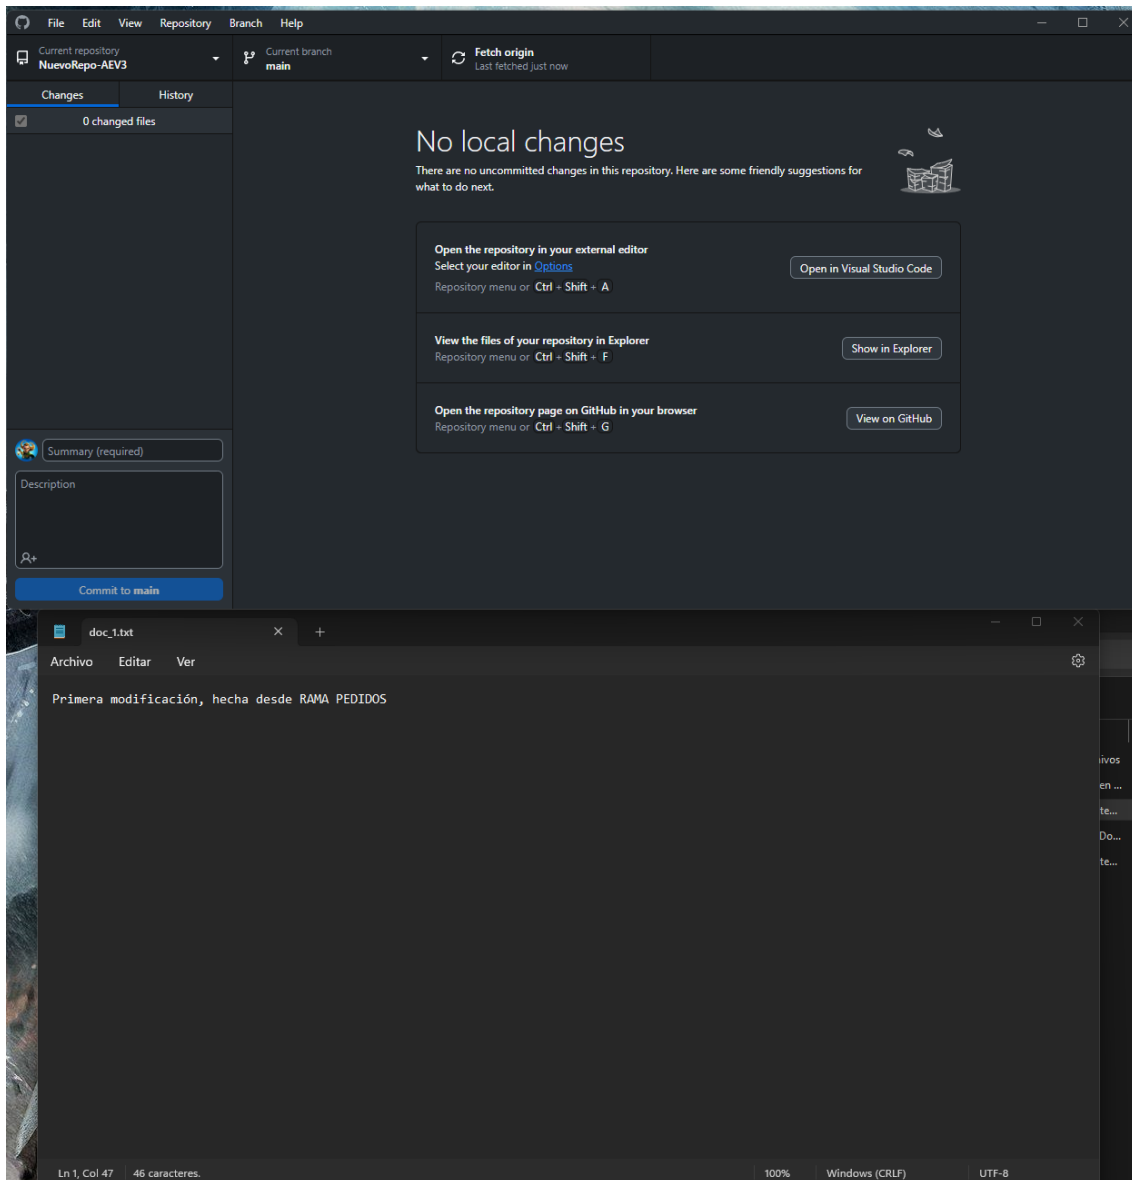 File Edit View Repository Branch Help
Current repository
NuevoRepo-AEV3
Current branch
main
Fetch origin
Last fetched just now
Changes History
0 changed files
No local changes
There are no uncommitted changes in this repository. Here are some friendly suggestions for
what to do next.
Open the repository in your external editor
Select your editor in Options
Repository menu or Ctrl + Shift + A
Open in Visual Studio Code
View the files of your repository in Explorer
Repository menu or Ctrl + Shift + F
Show in Explorer
Open the repository page on GitHub in your browser
Repository menu or Ctrl + Shift + G
View on GitHub
Summary (required)
Description
Commit to main
doc_1.txt
Archivo Editar Ver
Primera modificación, hecha desde RAMA PEDIDOS
ivos
en ...
te...
Do...
te...
Ln 1, Col 47 46 caracteres. 100% Windows (CRLF) UTF-8